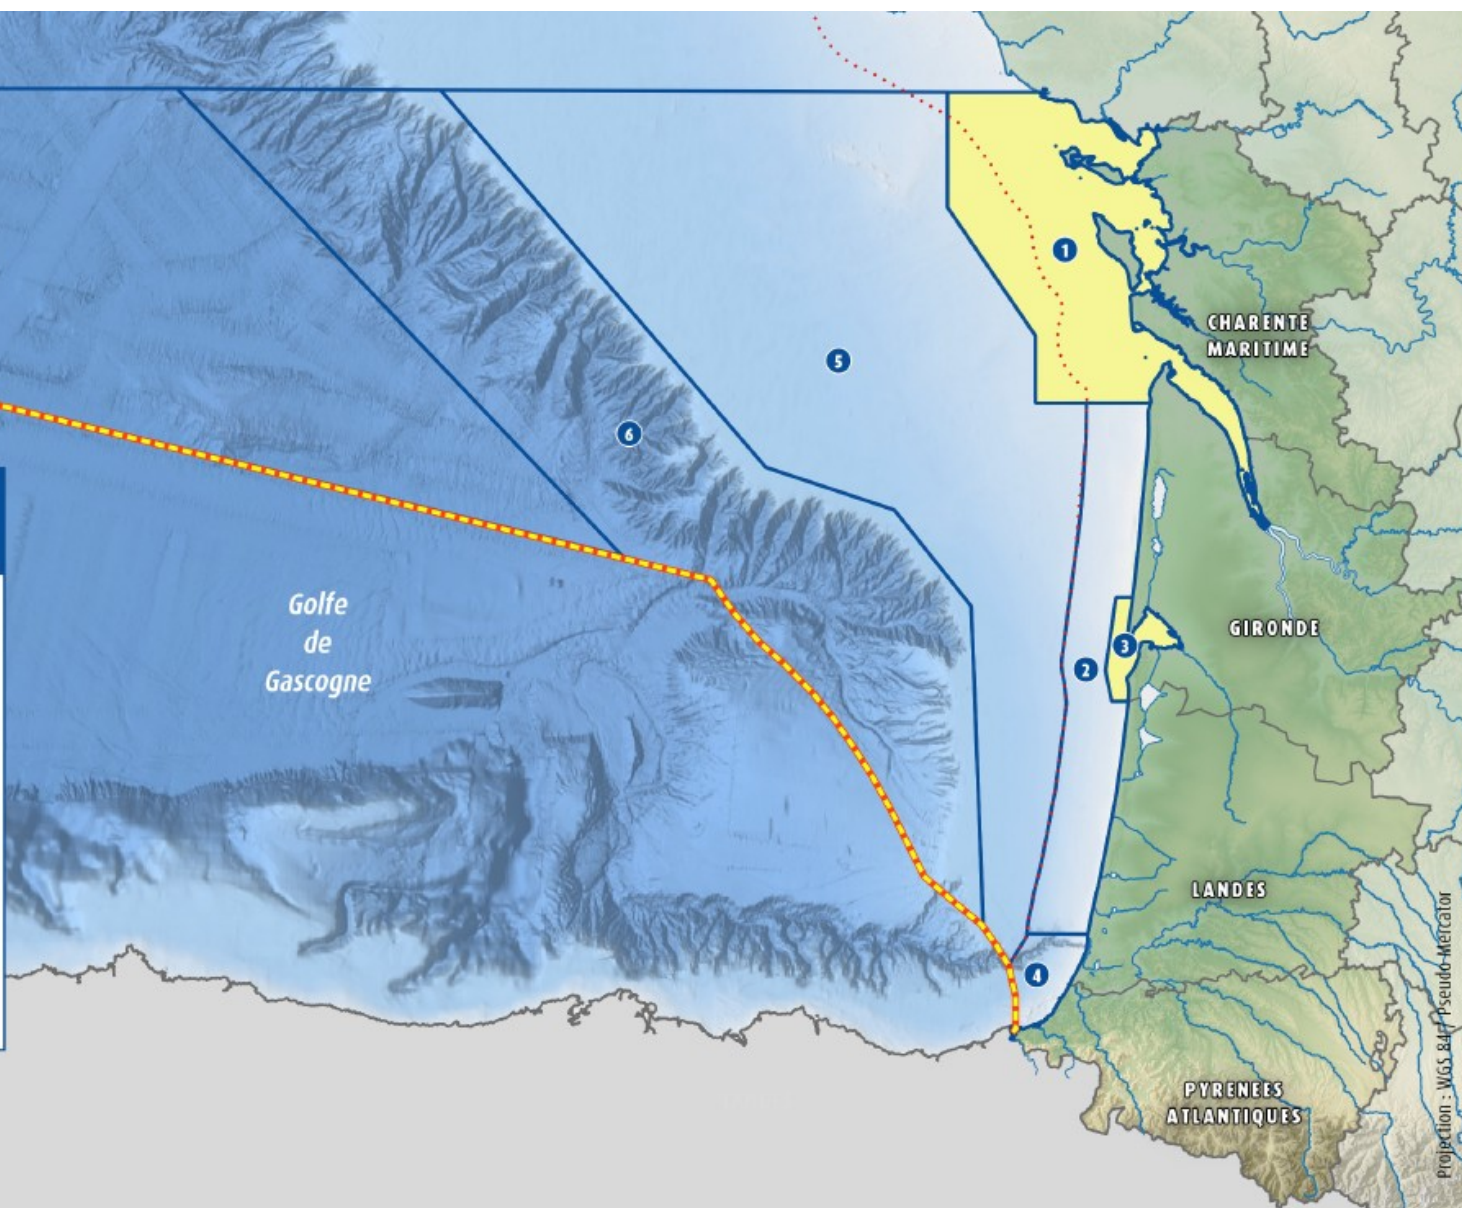 1
CHARENTE
MARITIME
5
6
Golfe
de
Gascogne
GIRONDE
3
2
LANDES
4
PYRENEES
ATLANTIQUES
Projection : WGS 84 / Pseudo-Mercator